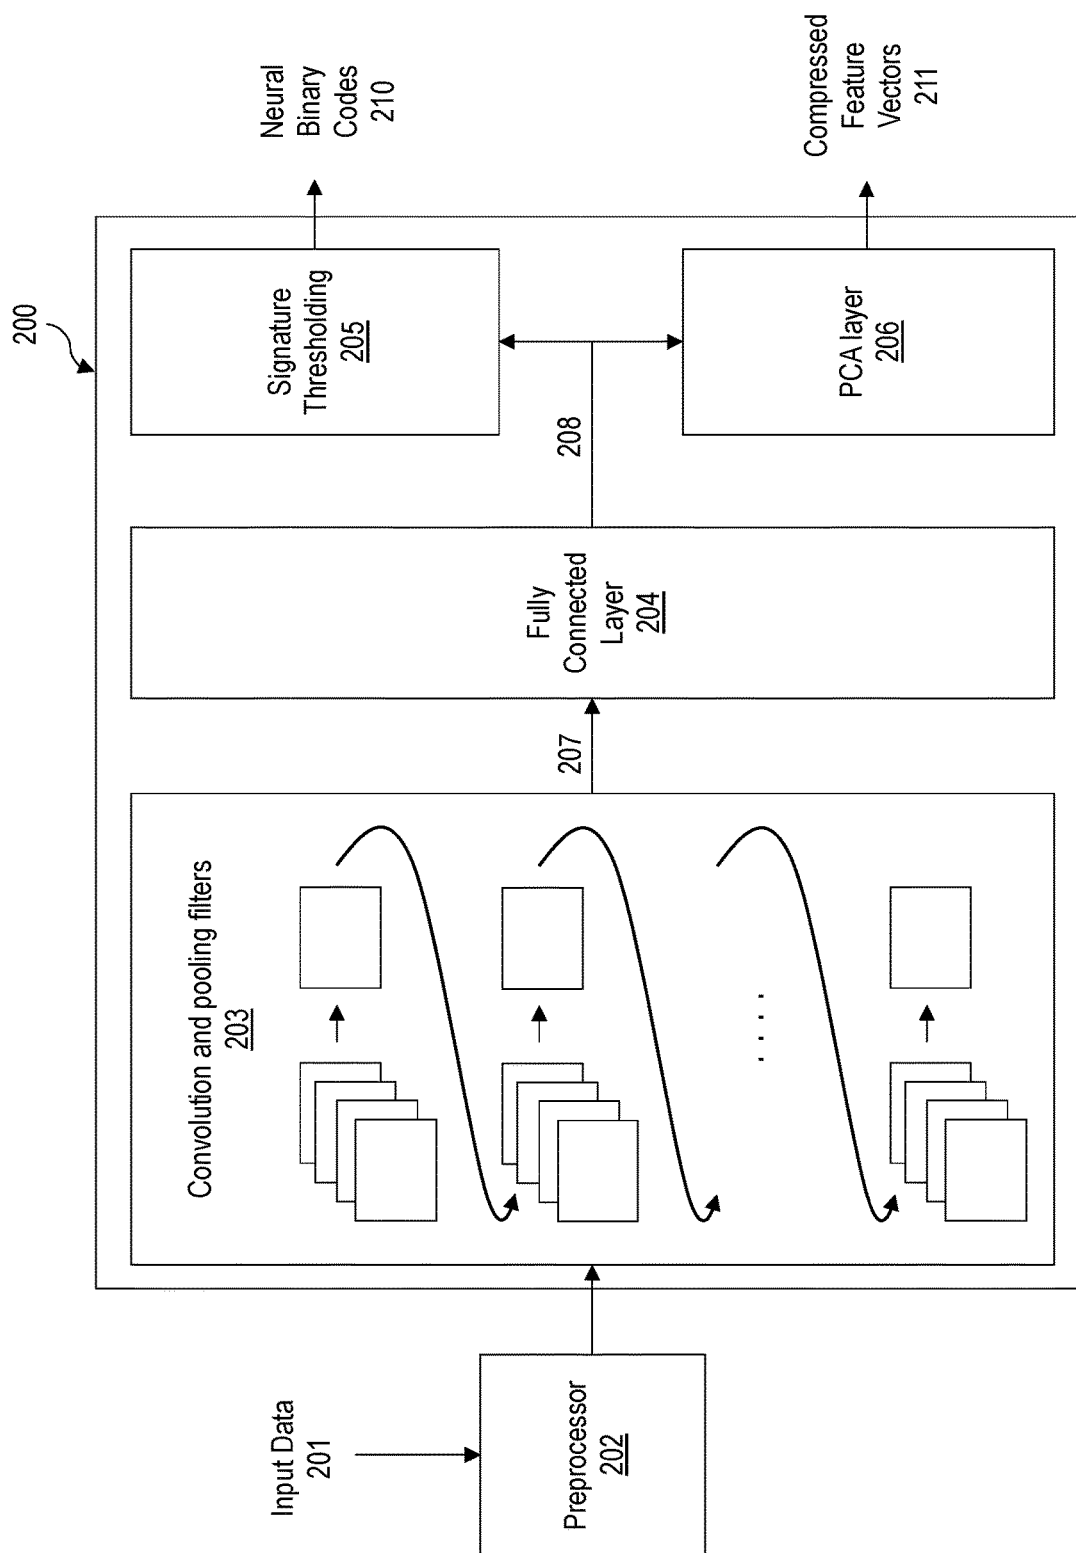 200
Input Data
201
Preprocessor
202
Convolution and pooling filters
203
. . . .
207
Fully
Connected
Layer
204
208
Signature
Thresholding
205
PCA layer
206
Neural
Binary
Codes
210
Compressed
Feature
Vectors
211